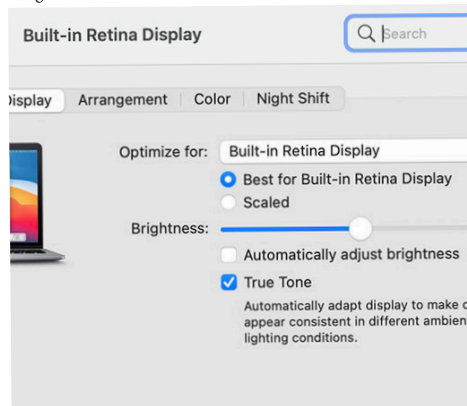 Built-in Retina Display
Search
Display Arrangement Color Night Shift
Optimize for: Built-in Retina Display
Best for Built-in Retina Display
Scaled
Brightness:
Automatically adjust brightness
True Tone
Automatically adapt display to make
appear consistent in different ambien
lighting conditions.